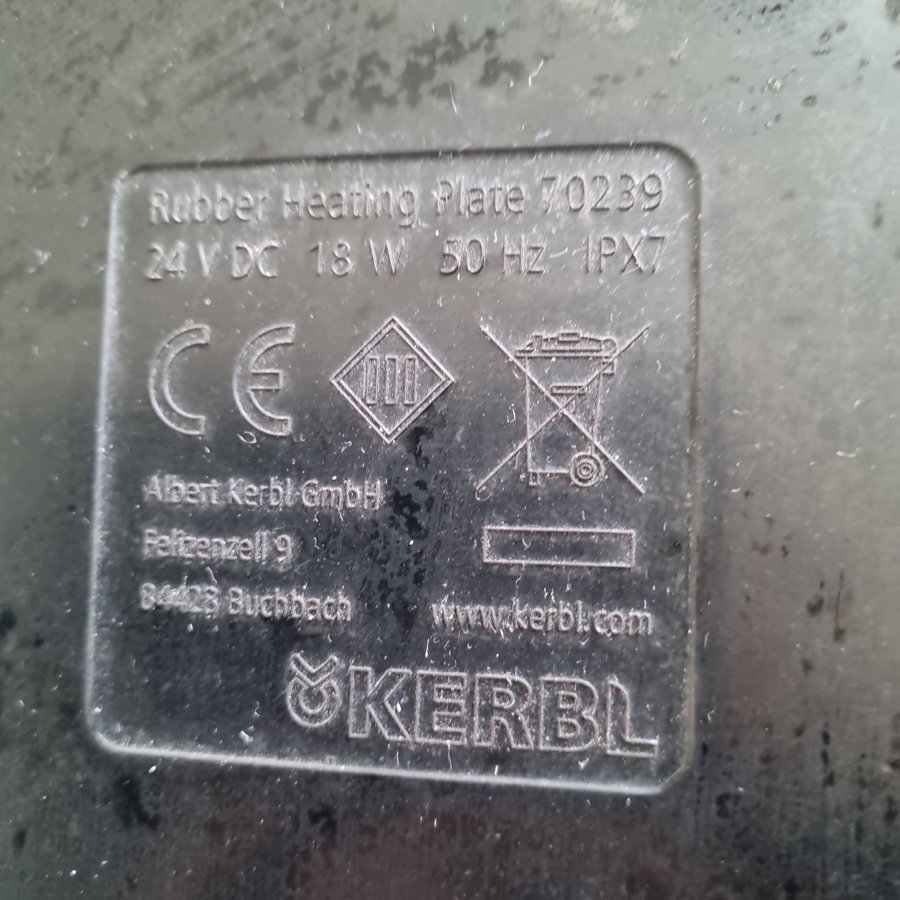 Rubber Heating Plate 70239
24 V DC 18 W 50 Hz IPX7
CE III
Albert Kerbl GmbH
Felizenzell 9
84428 Buchbach www.kerbl.com
KERBL